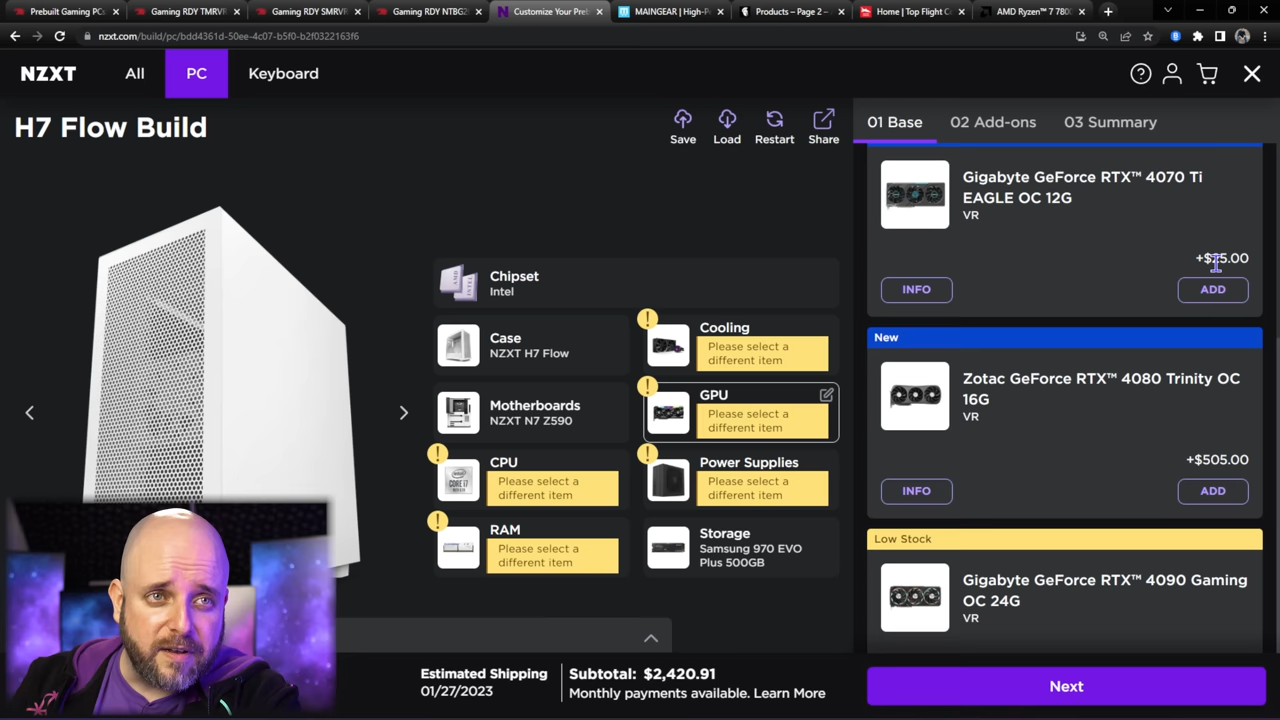 Prebuilt Gaming PCs
Gaming RDY TMRVF
Gaming RDY SMRVR
Gaming RDY NTBG2
Customize Your Pre
MAINGEAR | High-P
Products – Page 2 –
Home | Top Flight C
AMD Ryzen™ 7 780
nzxt.com/build/pc/bdd4361d-50ee-4c07-b5f0-b2f0322163f6
NZXT
All
PC
Keyboard
H7 Flow Build
Save
Load
Restart
Share
01 Base
02 Add-ons
03 Summary
Chipset
Intel
Case
NZXT H7 Flow
Cooling
Please select a
different item
Motherboards
NZXT N7 Z590
GPU
Please select a
different item
CPU
Please select a
different item
Power Supplies
Please select a
different item
RAM
Please select a
different item
Storage
Samsung 970 EVO
Plus 500GB
Gigabyte GeForce RTX™ 4070 Ti
EAGLE OC 12G
VR
INFO
ADD
New
Zotac GeForce RTX™ 4080 Trinity OC
16G
VR
+$505.00
INFO
ADD
Low Stock
Gigabyte GeForce RTX™ 4090 Gaming
OC 24G
VR
Estimated Shipping
01/27/2023
Subtotal: $2,420.91
Monthly payments available. Learn More
Next